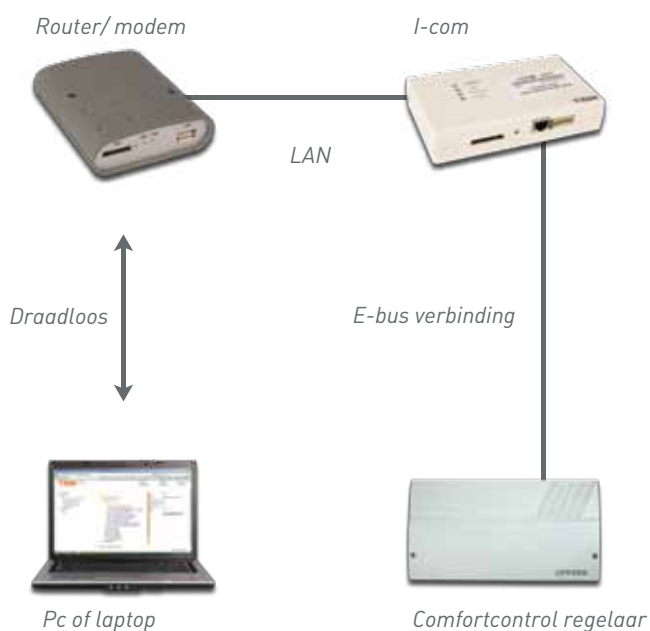 Router/ modem
I-com
LAN
Draadloos
E-bus verbinding
Pc of laptop
Comfortcontrol regelaar